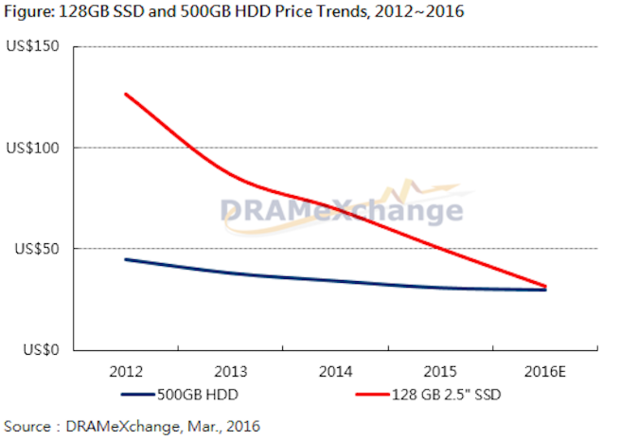 Figure: 128GB SSD and 500GB HDD Price Trends, 2012~2016
US$150
US$100
DRAMeXchange
US$50
US$0
2012 2013 2014 2015 2016E
500GB HDD 128 GB 2.5" SSD
Source : DRAMeXchange, Mar., 2016